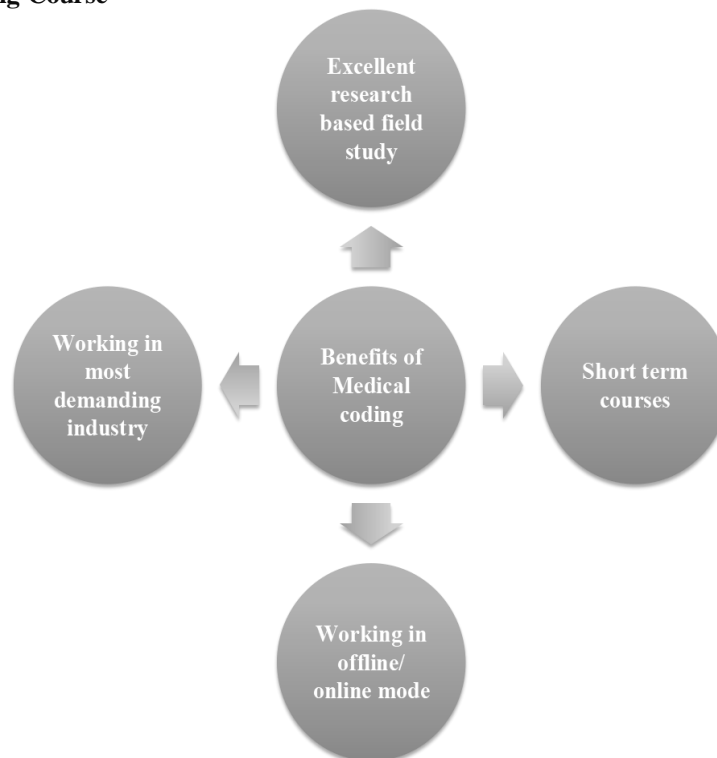 Course
Excellent
research
based field
study
Working in
most
demanding
industry
Benefits of
Medical
coding
Short term
courses
Working in
offline/
online mode